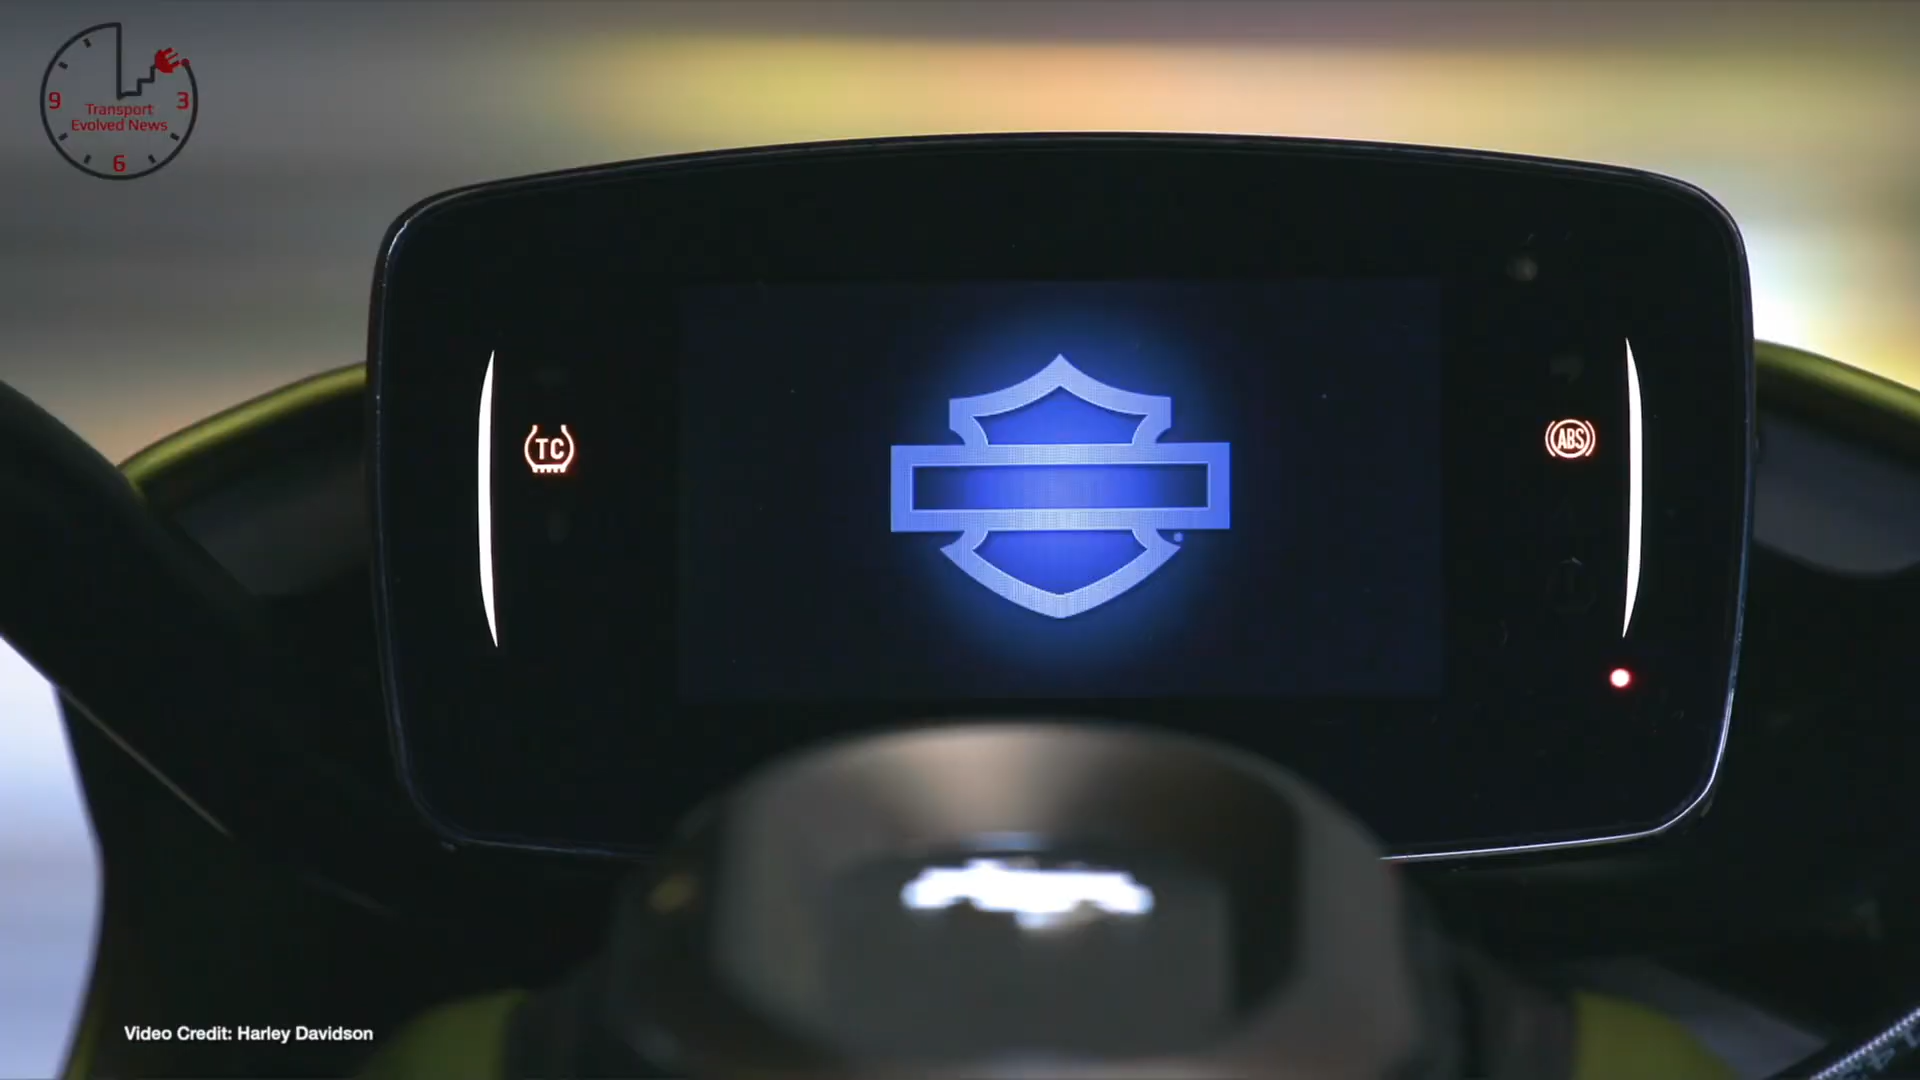 9
3
Transport
Evolved News
6
TC
ABS
Video Credit: Harley Davidson